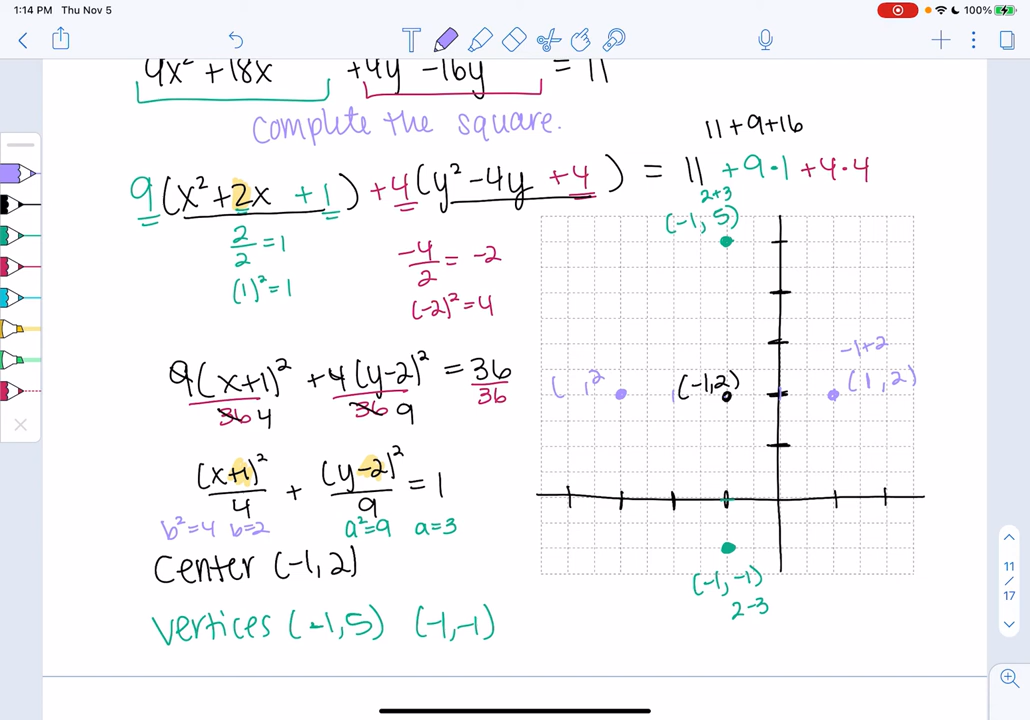 1:14 PM Thu Nov 5
100%
9x² +18x +4y² -16y = 11
complete the square.
11+9+16
9(x²+2x +1) +4(y²-4y +4) = 11 +9·1 +4·4
2/2 = 1
(1)² = 1
-4/2 = -2
(-2)² = 4
2+3
(-1, 5)
-1+2
(1, 2)
(-1,2)
( , 2
9(x+1)²/36 4 + 4(y-2)²/36 9 = 36/36
(x+1)²/4 + (y-2)²/9 = 1
b²=4 b=2 a²=9 a=3
center (-1, 2)
(-1, -1)
2-3
vertices (-1,5) (-1,-1)
11
17